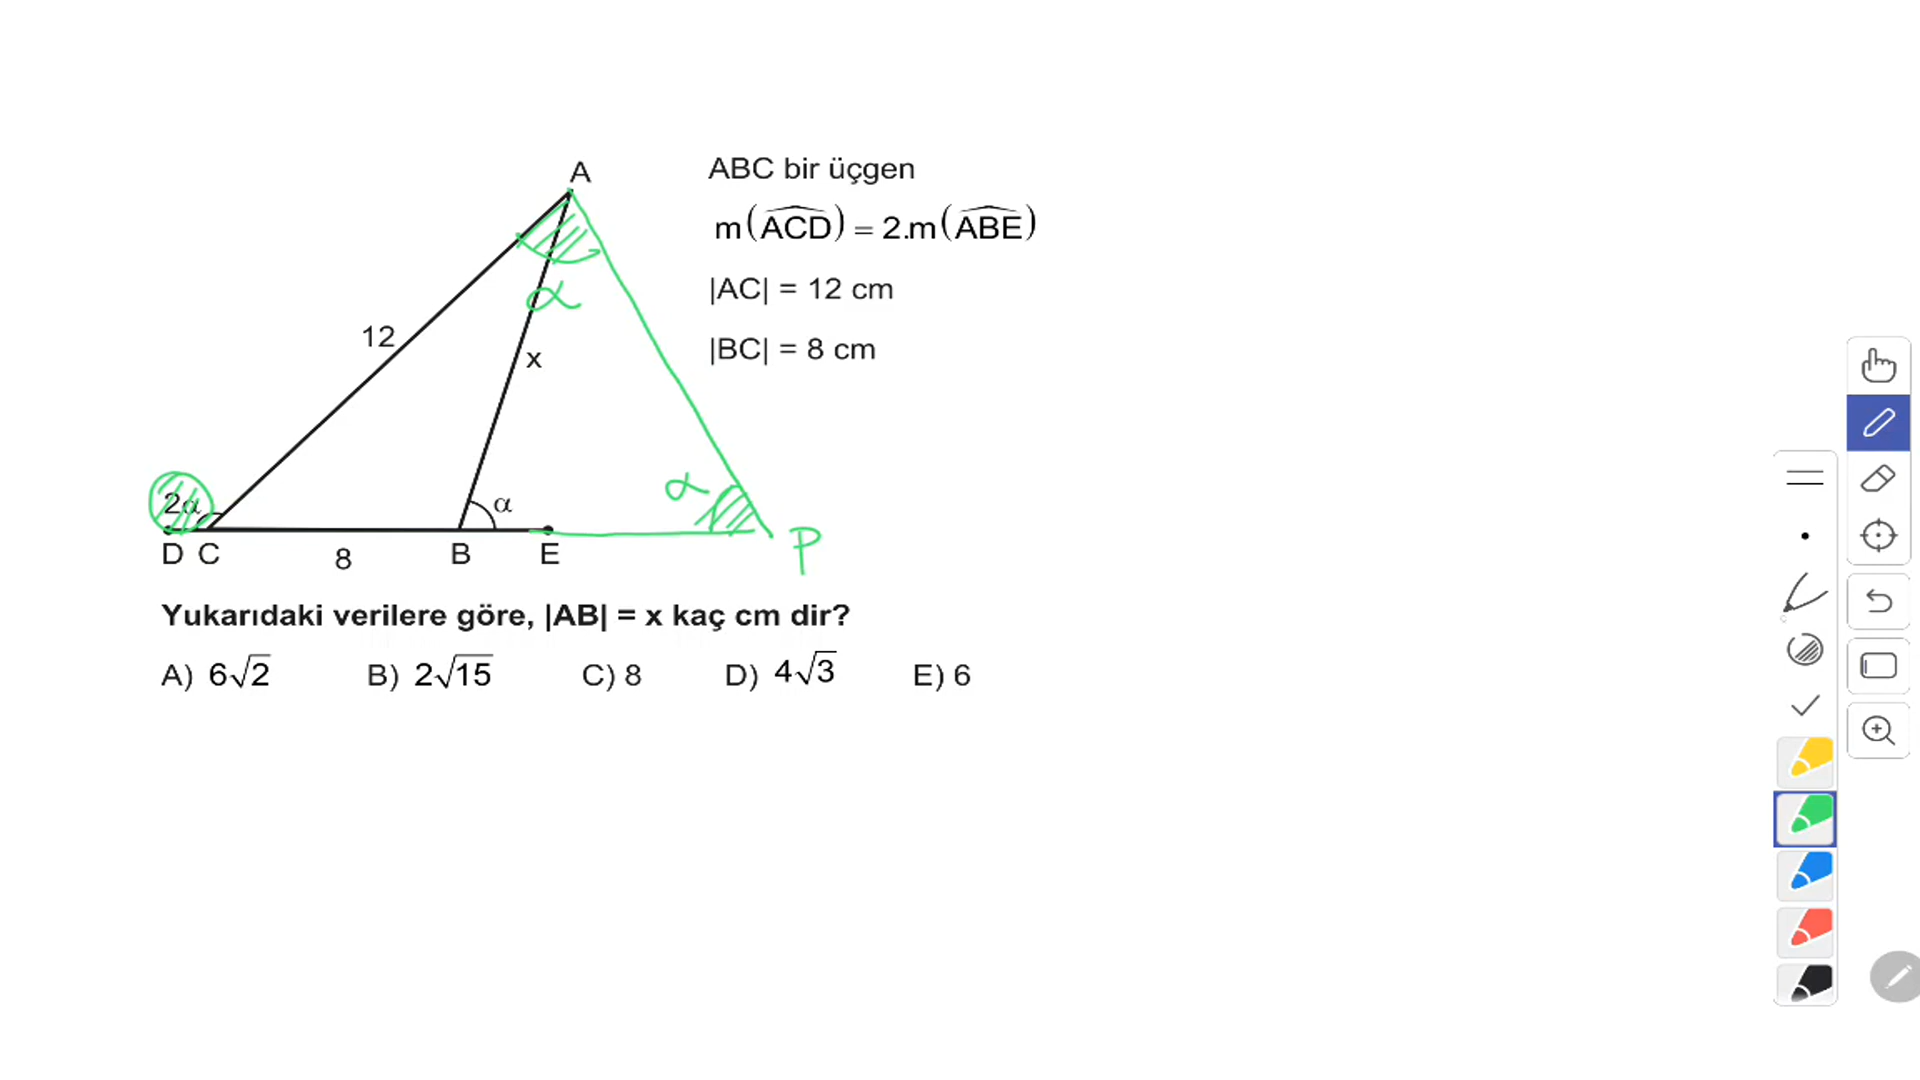 A
ABC bir üçgen
m(ACD) = 2.m(ABE)
|AC| = 12 cm
α
12
x
|BC| = 8 cm
α
2α
α
P
D C
8
B
E
Yukarıdaki verilere göre, |AB| = x kaç cm dir?
A) 6√2 B) 2√15 C) 8 D) 4√3 E) 6